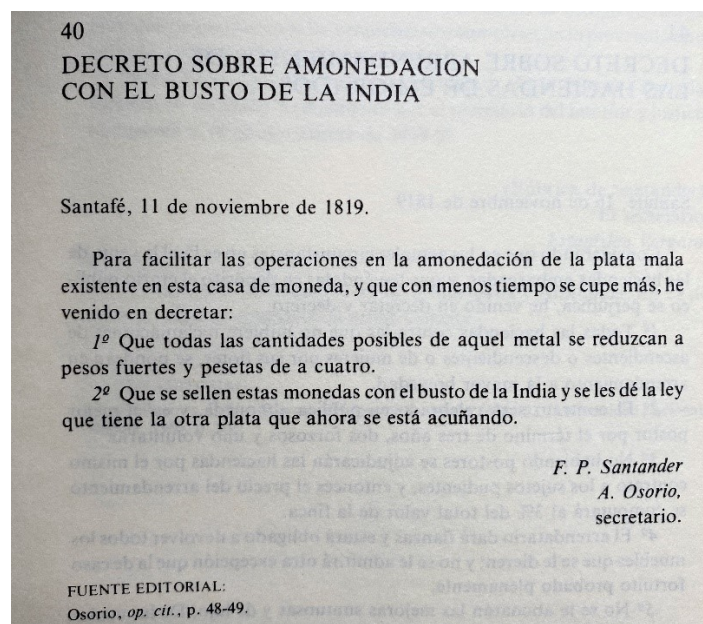 40
DECRETO SOBRE AMONEDACION
CON EL BUSTO DE LA INDIA
Santafé, 11 de noviembre de 1819.
Para facilitar las operaciones en la amonedación de la plata mala
existente en esta casa de moneda, y que con menos tiempo se cupe más, he
venido en decretar:
1º Que todas las cantidades posibles de aquel metal se reduzcan a
pesos fuertes y pesetas de a cuatro.
2º Que se sellen estas monedas con el busto de la India y se les dé la ley
que tiene la otra plata que ahora se está acuñando.
F. P. Santander
A. Osorio,
secretario.
FUENTE EDITORIAL:
Osorio, op. cit., p. 48-49.